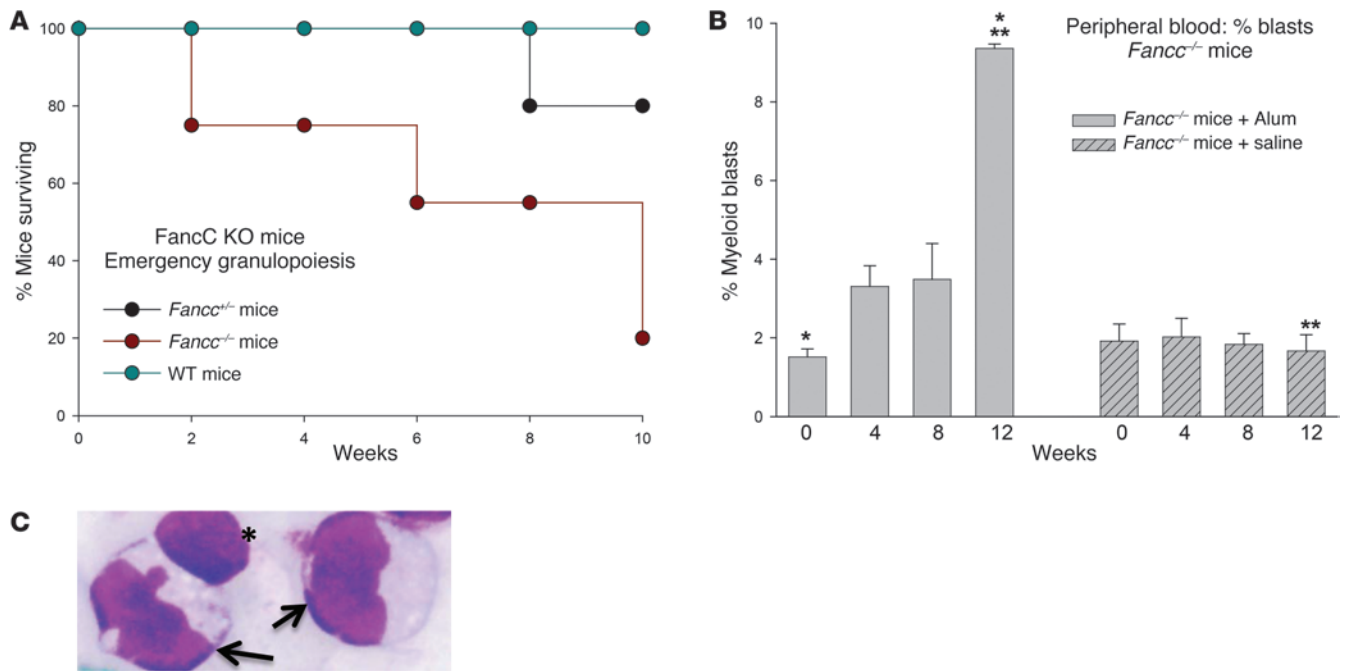 A
100
80
60
40
20
0
% Mice surviving
FancC KO mice
Emergency granulopoiesis
Fancc+/– mice
Fancc–/– mice
WT mice
0 2 4 6 8 10
Weeks
B
10
8
6
4
2
0
% Myeloid blasts
Peripheral blood: % blasts
Fancc–/– mice
Fancc–/– mice + Alum
Fancc–/– mice + saline
*
*
**
**
0 4 8 12 0 4 8 12
Weeks
C
*